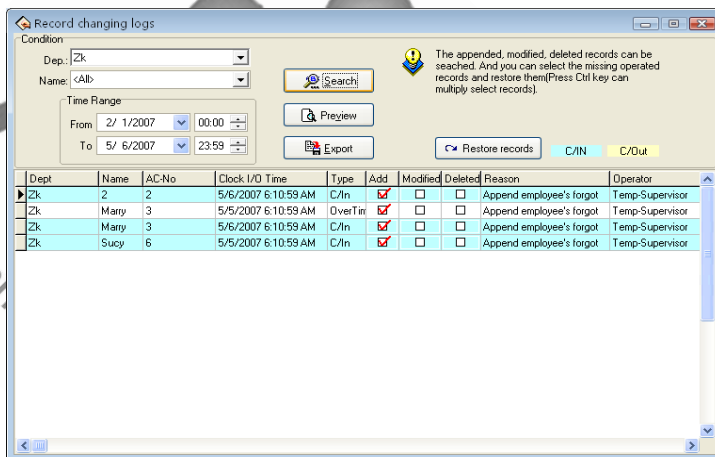 Record changing logs
Condition
Dep.: Zk
Name: <All>
Time Range
From 2/ 1/2007 00:00
To 5/ 6/2007 23:59
Search
Preview
Export
The appended, modified, deleted records can be
seached. And you can select the missing operated
records and restore them(Press Ctrl key can
multiply select records).
Restore records C/IN C/Out
Dept Name AC-No Clock I/O Time Type Add Modified Deleted Reason Operator
Zk 2 2 5/6/2007 6:10:59 AM C/In Append employee's forgot Temp-Supervisor
Zk Marry 3 5/5/2007 6:10:59 AM OverTim Append employee's forgot Temp-Supervisor
Zk Marry 3 5/6/2007 6:10:59 AM C/In Append employee's forgot Temp-Supervisor
Zk Sucy 6 5/5/2007 6:10:59 AM C/In Append employee's forgot Temp-Supervisor